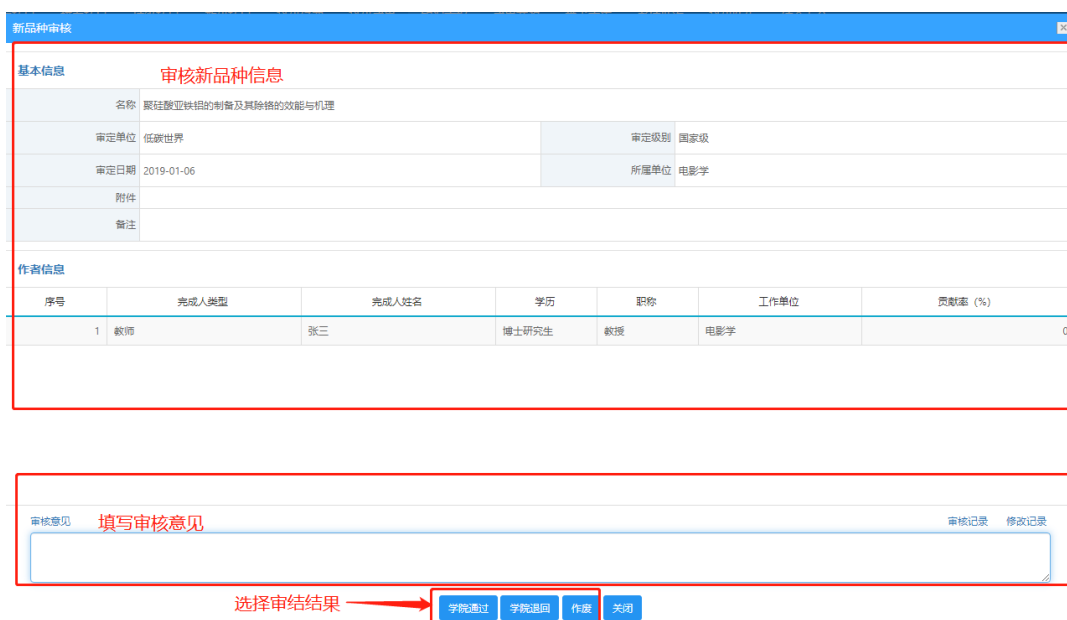 新品种审核
基本信息
审核新品种信息
名称 聚硅酸亚铁铝的制备及其除铬的效能与机理
审定单位 低碳世界 审定级别 国家级
审定日期 2019-01-06 所属单位 电影学
附件
备注
作者信息
序号 完成人类型 完成人姓名 学历 职称 工作单位 贡献率（%）
1 教师 张三 博士研究生 教授 电影学 0
审核意见 填写审核意见 审核记录 修改记录
选择审结结果 学院通过 学院退回 作废 关闭